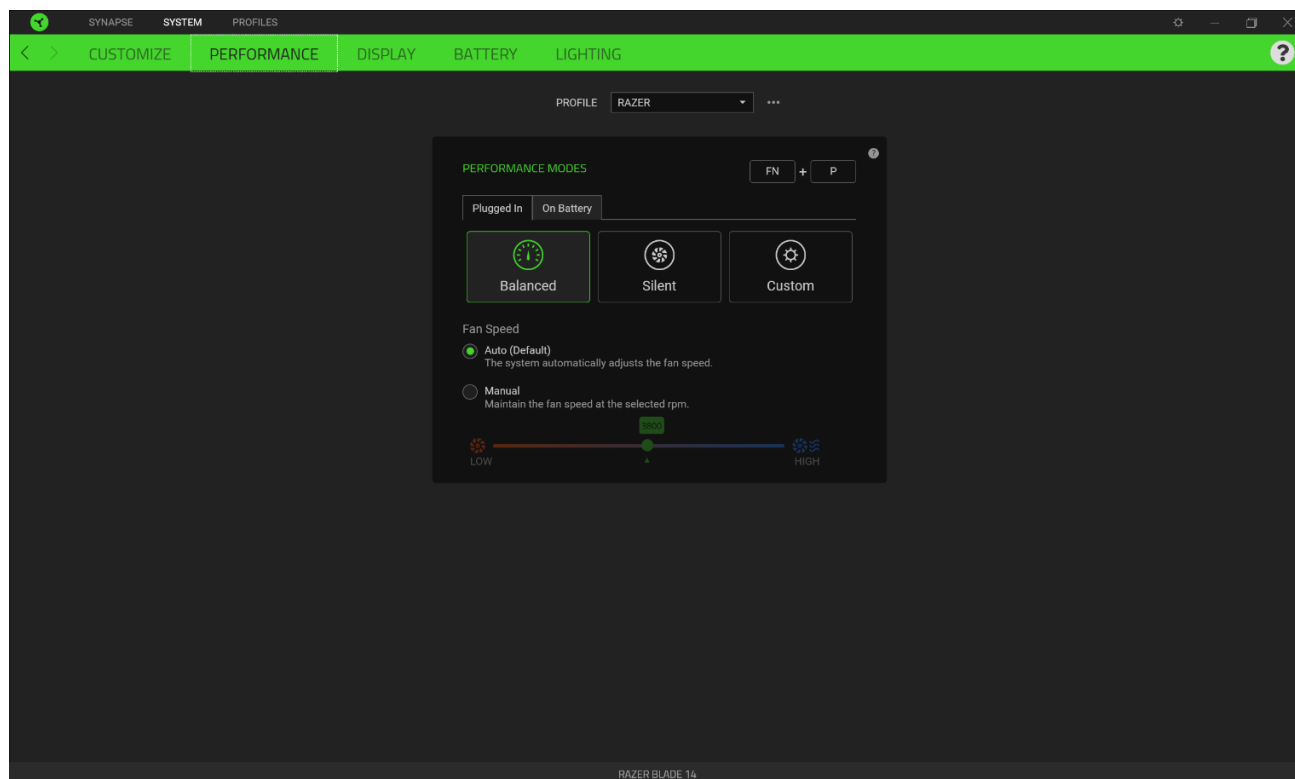 SYNAPSE SYSTEM PROFILES
CUSTOMIZE PERFORMANCE DISPLAY BATTERY LIGHTING ?
PROFILE RAZER
PERFORMANCE MODES FN + P ?
Plugged In On Battery
Balanced Silent Custom
Fan Speed
Auto (Default)
The system automatically adjusts the fan speed.
Manual
Maintain the fan speed at the selected rpm.
3800
LOW HIGH
RAZER BLADE 14